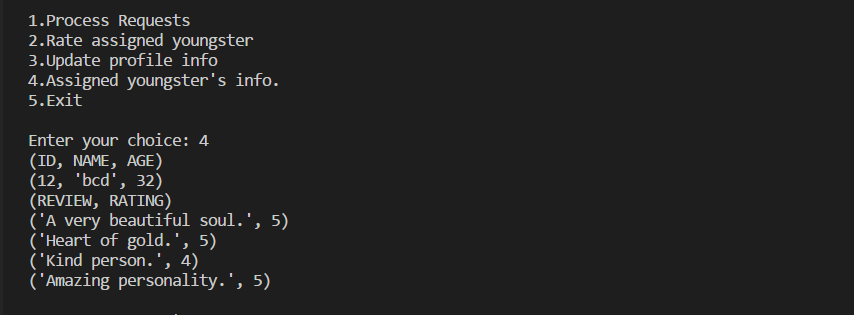 1.Process Requests
2.Rate assigned youngster
3.Update profile info
4.Assigned youngster's info.
5.Exit
Enter your choice: 4
(ID, NAME, AGE)
(12, 'bcd', 32)
(REVIEW, RATING)
('A very beautiful soul.', 5)
('Heart of gold.', 5)
('Kind person.', 4)
('Amazing personality.', 5)